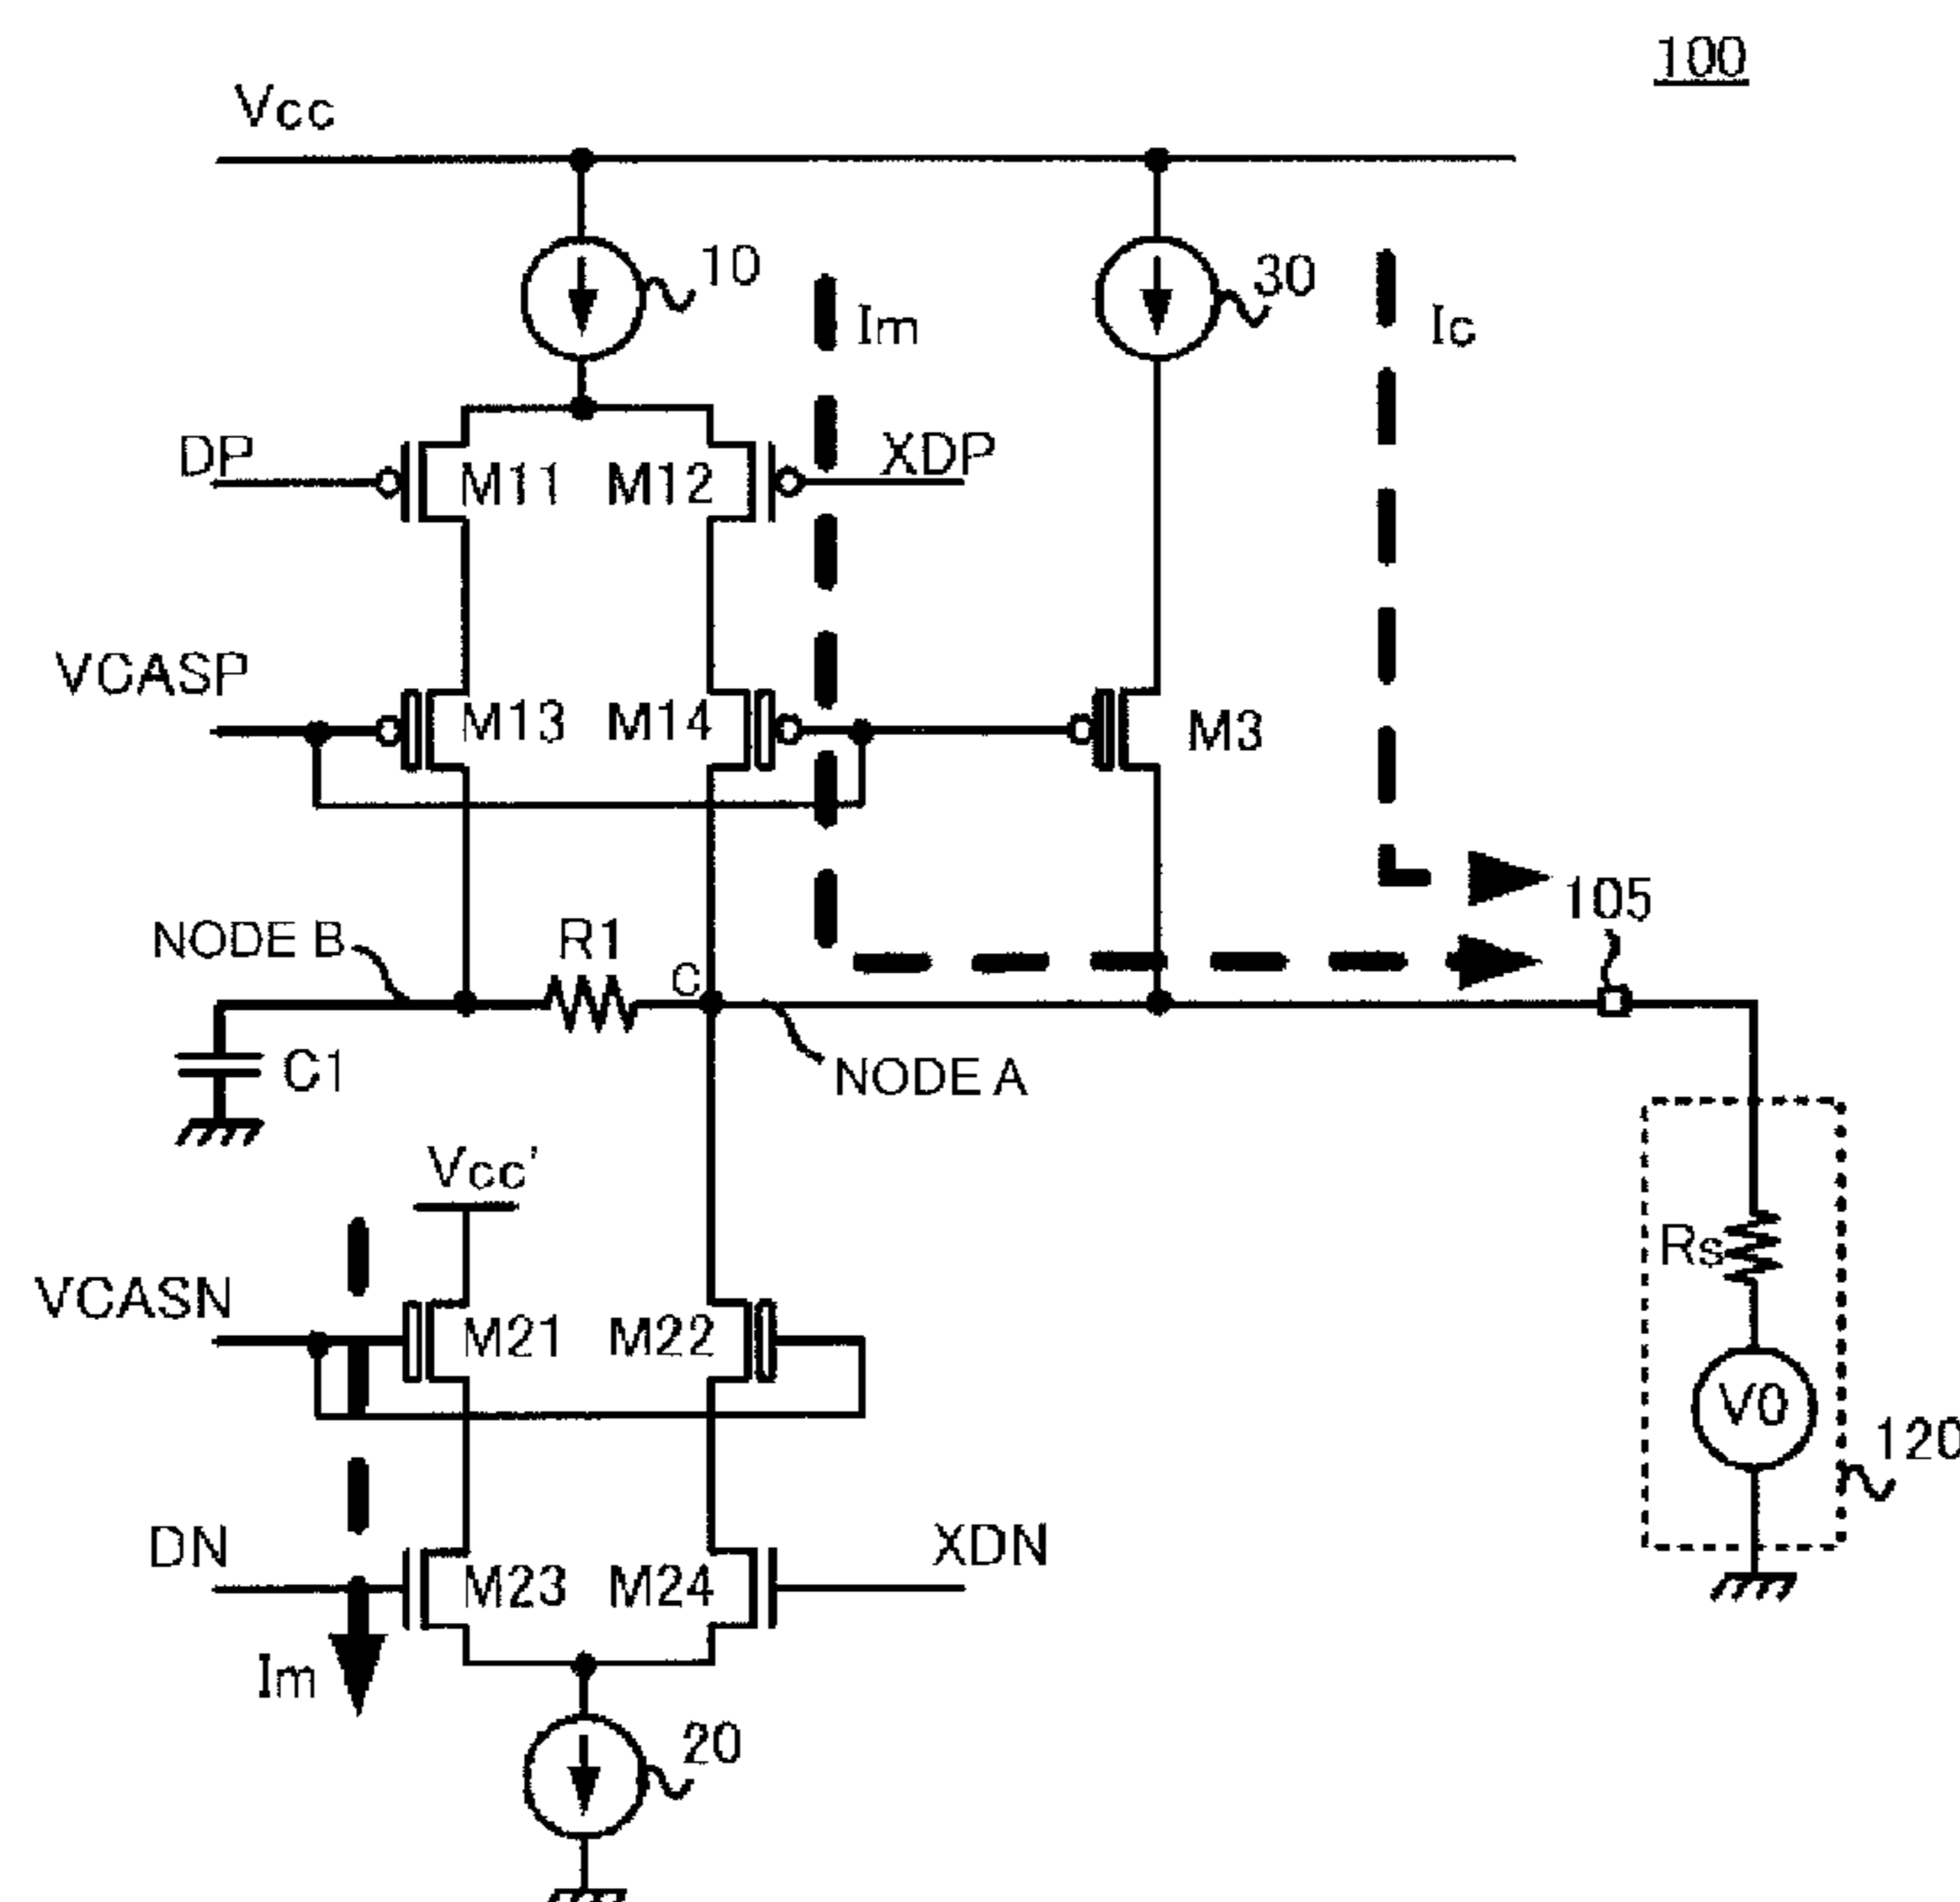 100
Vcc
10
30
Im
Ic
DP
M11
M12
XDP
VCASP
M13
M14
M3
105
NODE B
R1
C
NODE A
C1
Vcc'
Rs
VCASN
M21
M22
V0
120
DN
M23
M24
XDN
Im
20